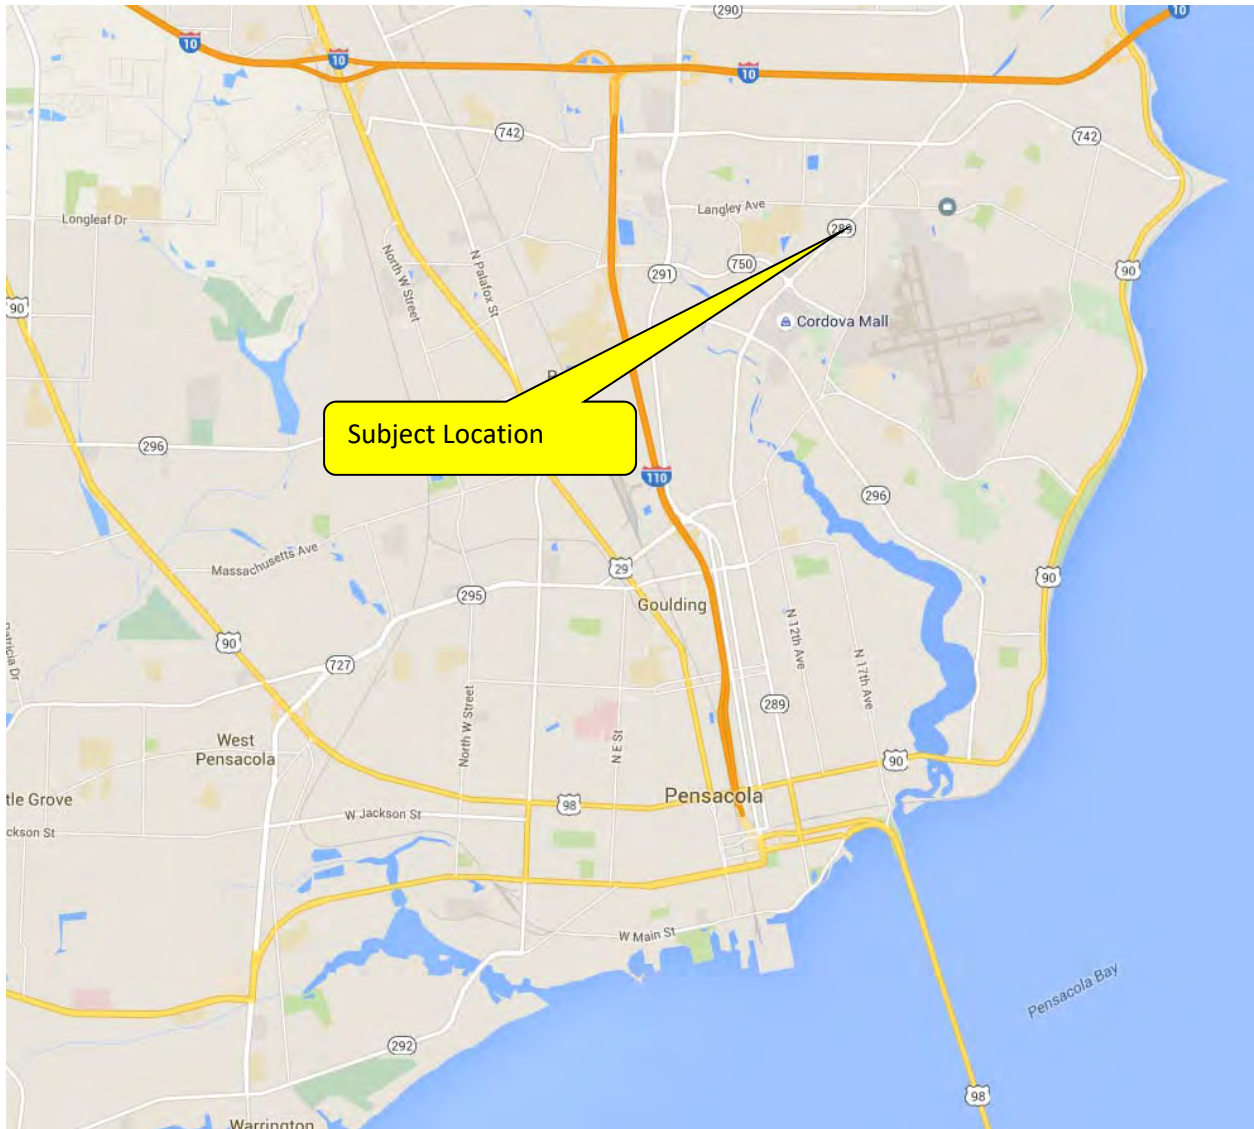 290
10
10
10
10
742
742
Longleaf Dr
Langley Ave
289
North W Street
N Palafox St
291
750
90
90
Cordova Mall
Subject Location
296
110
296
Massachusetts Ave
29
90
295
Goulding
N 12th Ave
N 17th Ave
Patricia Dr
90
727
North W Street
289
West
Pensacola
N E St
90
tle Grove
98
Pensacola
ckson St
W Jackson St
W Main St
Pensacola Bay
292
98
Warrington